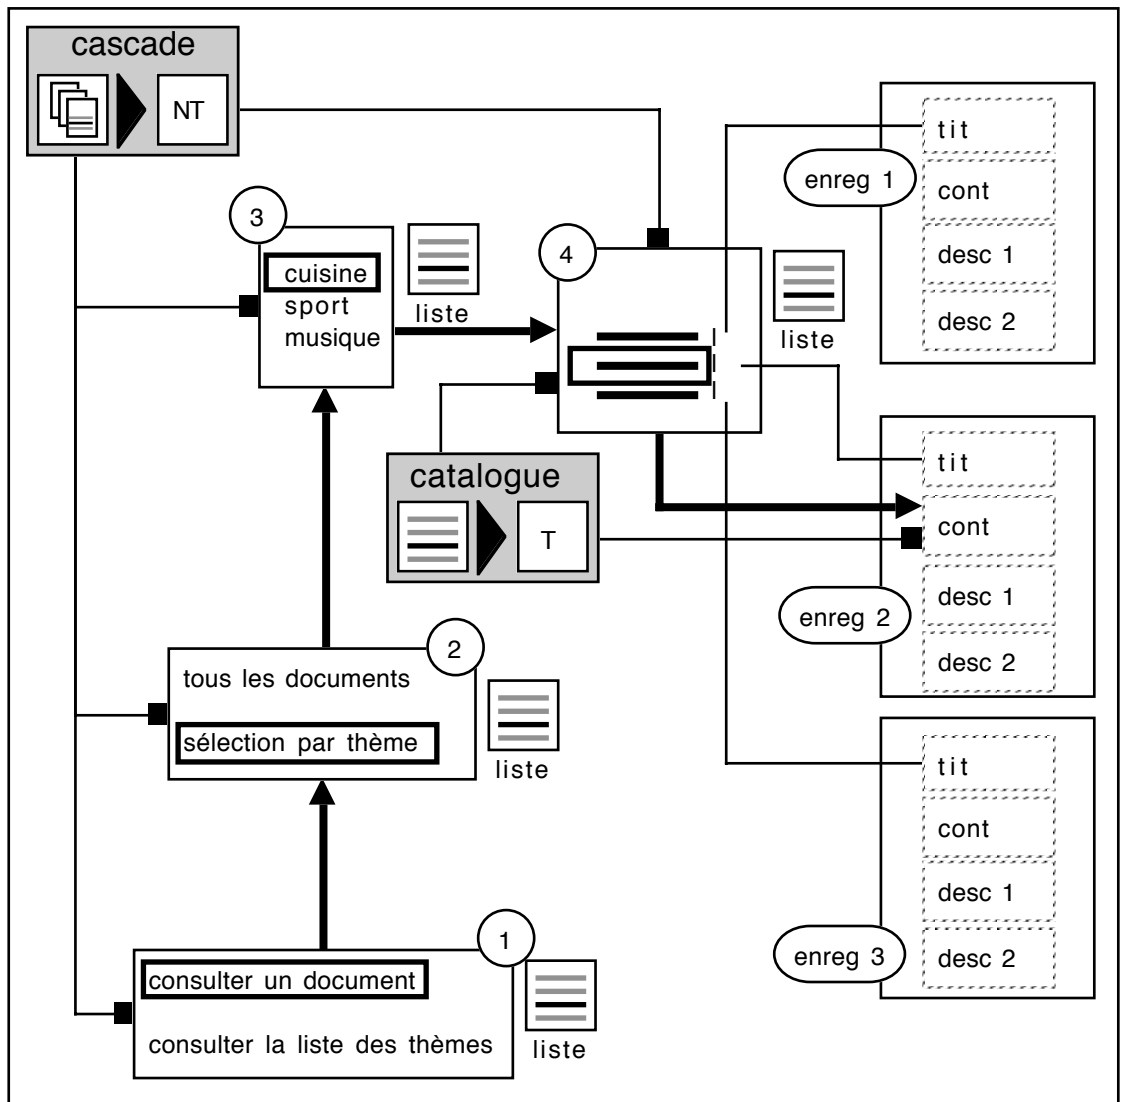 cascade
NT
tit
enreg 1
cont
desc 1
desc 2
3
cuisine
sport
musique
liste
4
liste
catalogue
T
tit
cont
desc 1
enreg 2
desc 2
2
tous les documents
sélection par thème
liste
tit
cont
desc 1
enreg 3
desc 2
1
consulter un document
consulter la liste des thèmes
liste